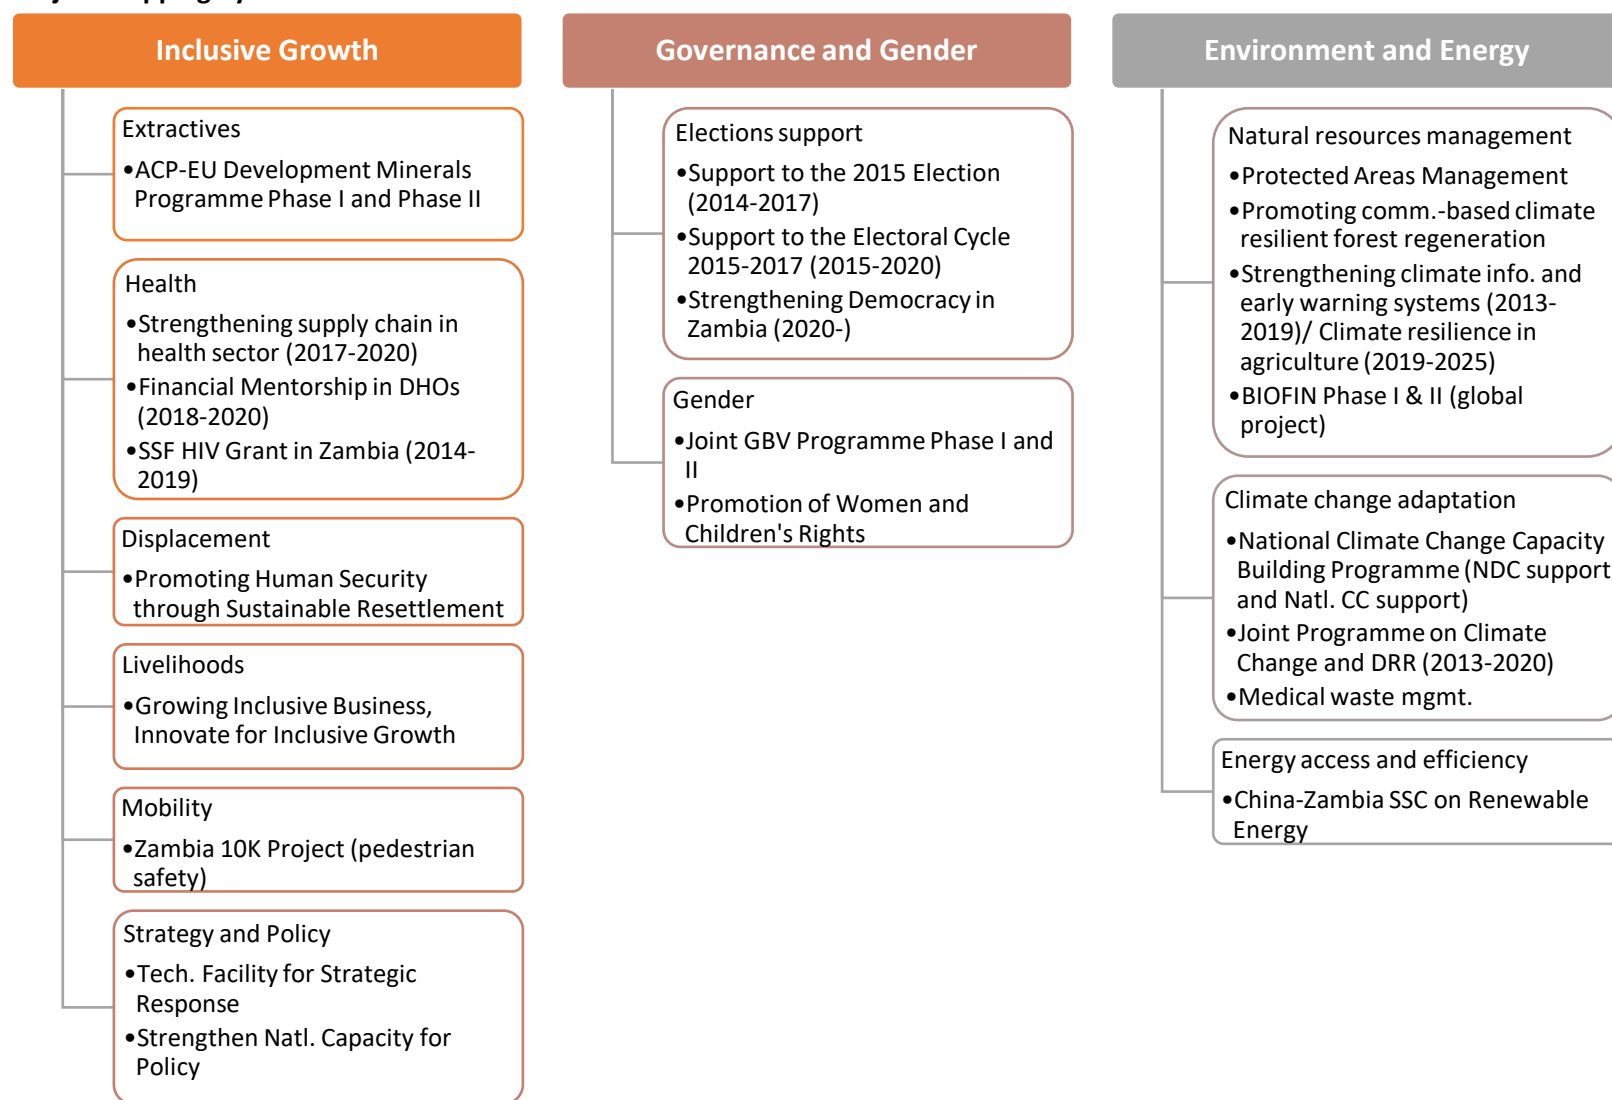 Inclusive Growth
Extractives
•ACP-EU Development Minerals
Programme Phase I and Phase II
Health
•Strengthening supply chain in
health sector (2017-2020)
•Financial Mentorship in DHOs
(2018-2020)
•SSF HIV Grant in Zambia (2014-
2019)
Displacement
•Promoting Human Security
through Sustainable Resettlement
Livelihoods
•Growing Inclusive Business,
Innovate for Inclusive Growth
Mobility
•Zambia 10K Project (pedestrian
safety)
Strategy and Policy
•Tech. Facility for Strategic
Response
•Strengthen Natl. Capacity for
Policy
Governance and Gender
Elections support
•Support to the 2015 Election
(2014-2017)
•Support to the Electoral Cycle
2015-2017 (2015-2020)
•Strengthening Democracy in
Zambia (2020-)
Gender
•Joint GBV Programme Phase I and
II
•Promotion of Women and
Children's Rights
Environment and Energy
Natural resources management
•Protected Areas Management
•Promoting comm.-based climate
resilient forest regeneration
•Strengthening climate info. and
early warning systems (2013-
2019)/ Climate resilience in
agriculture (2019-2025)
•BIOFIN Phase I & II (global
project)
Climate change adaptation
•National Climate Change Capacity
Building Programme (NDC support
and Natl. CC support)
•Joint Programme on Climate
Change and DRR (2013-2020)
•Medical waste mgmt.
Energy access and efficiency
•China-Zambia SSC on Renewable
Energy